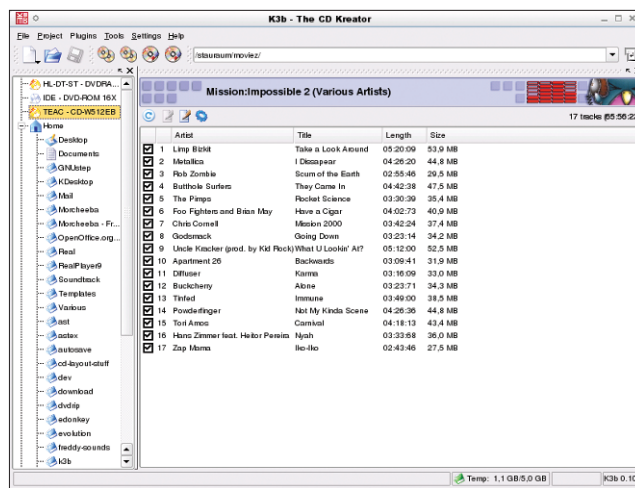 K3b - The CD Kreator
File Project Plugins Tools Settings Help
/stauraum/moviez/
HL-DT-ST - DVDRA...
IDE - DVD-ROM 16X
TEAC - CD-W512EB
Home
Desktop
Documents
GNUstep
KDesktop
Mail
Morcheeba
Morcheeba - Fr...
OpenOffice.org...
Real
RealPlayer9
Soundtrack
Templates
Various
ast
astex
autosave
cd-layout-stuff
dev
download
dvdrip
edonkey
evolution
freddy-sounds
k3b
Mission:Impossible 2 (Various Artists)
17 tracks (65:56:22
Artist Title Length Size
1 Limp Bizkit Take a Look Around 05:20:09 53,9 MB
2 Metallica I Dissapear 04:26:20 44,8 MB
3 Rob Zombie Scum of the Earth 02:55:46 29,5 MB
4 Butthole Surfers They Came In 04:42:38 47,5 MB
5 The Pimps Rocket Science 03:30:39 35,4 MB
6 Foo Fighters and Brian May Have a Cigar 04:02:73 40,9 MB
7 Chris Cornell Mission 2000 03:42:24 37,4 MB
8 Godsmack Going Down 03:23:14 34,2 MB
9 Uncle Kracker (prod. by Kid Rock) What U Lookin' At? 05:12:00 52,5 MB
10 Apartment 26 Backwards 03:09:41 31,9 MB
11 Diffuser Karma 03:16:09 33,0 MB
12 Buckcherry Alone 03:23:71 34,3 MB
13 Tinfed Immune 03:49:00 38,5 MB
14 Powderfinger Not My Kinda Scene 04:26:36 44,8 MB
15 Tori Amos Carnival 04:18:13 43,4 MB
16 Hans Zimmer feat. Heitor Pereira Nyah 03:33:68 36,0 MB
17 Zap Mama Iko-Iko 02:43:46 27,5 MB
Temp: 1,1 GB/5,0 GB
K3b 0.10